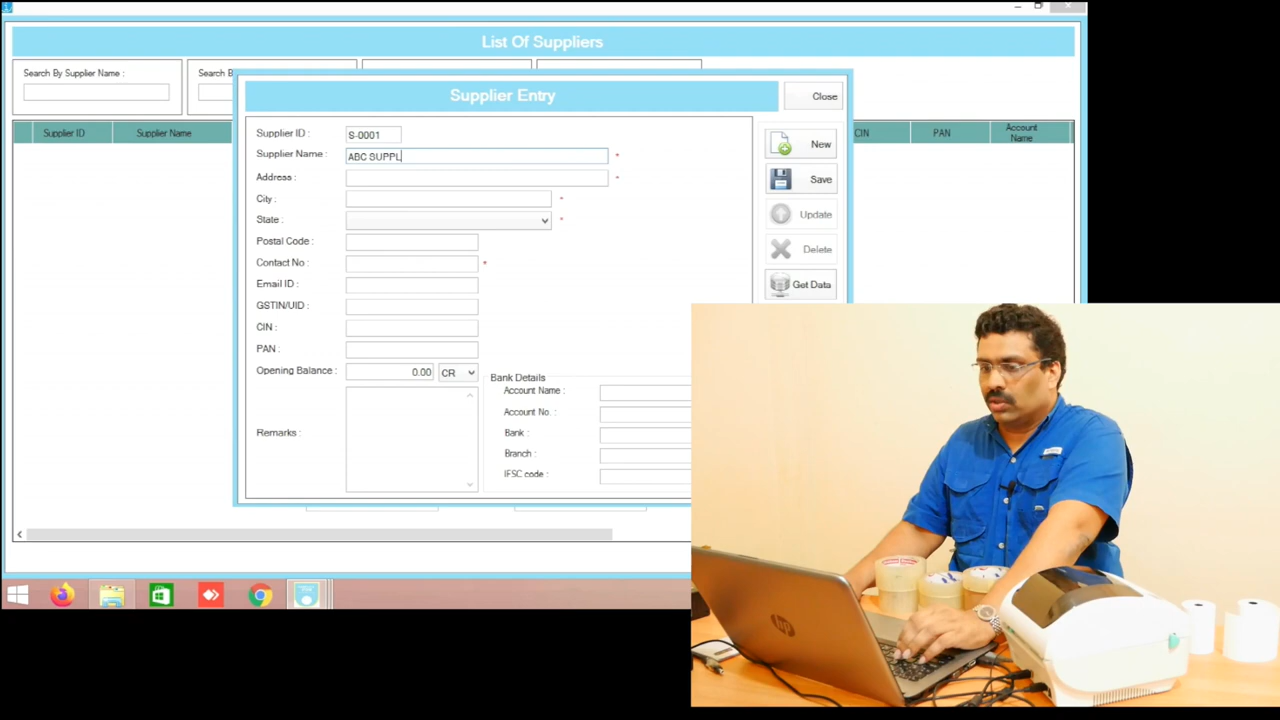 List Of Suppliers
Search By Supplier Name :
Search B
Supplier Entry
Close
Supplier ID
Supplier Name
CIN
PAN
Account Name
Supplier ID :
S-0001
New
Supplier Name :
ABC SUPPL
*
Address :
*
Save
City :
*
State :
*
Update
Postal Code :
Delete
Contact No :
*
Email ID :
Get Data
GSTIN/UID :
CIN :
PAN :
Opening Balance :
0.00
CR
Remarks :
Bank Details
Account Name :
Account No. :
Bank :
Branch :
IFSC code :
hp